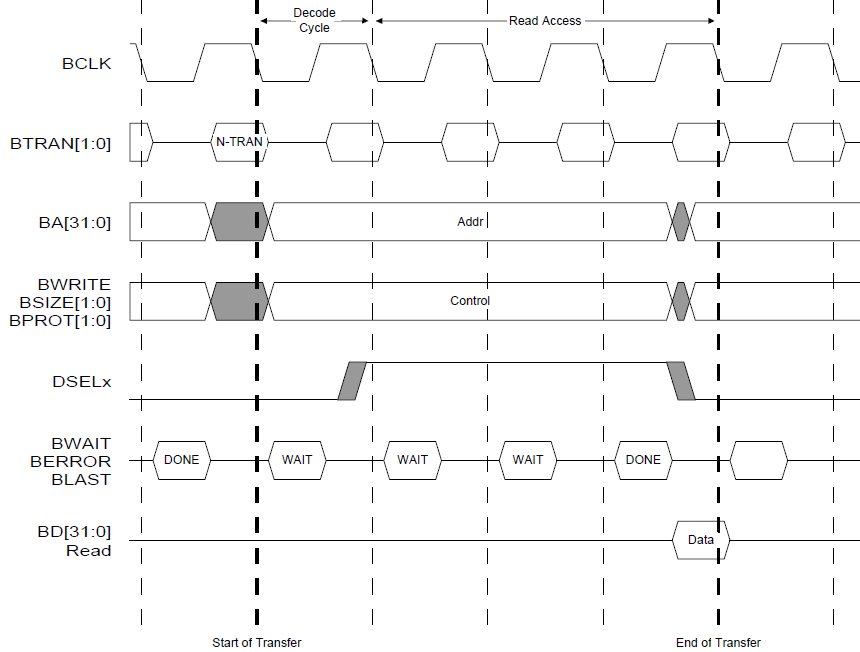 Decode
Cycle
Read Access
BCLK
BTRAN[1:0]
N-TRAN
BA[31:0]
Addr
BWRITE
BSIZE[1:0]
BPROT[1:0]
Control
DSELx
BWAIT
BERROR
BLAST
DONE
WAIT
WAIT
WAIT
DONE
BD[31:0]
Read
Data
Start of Transfer
End of Transfer